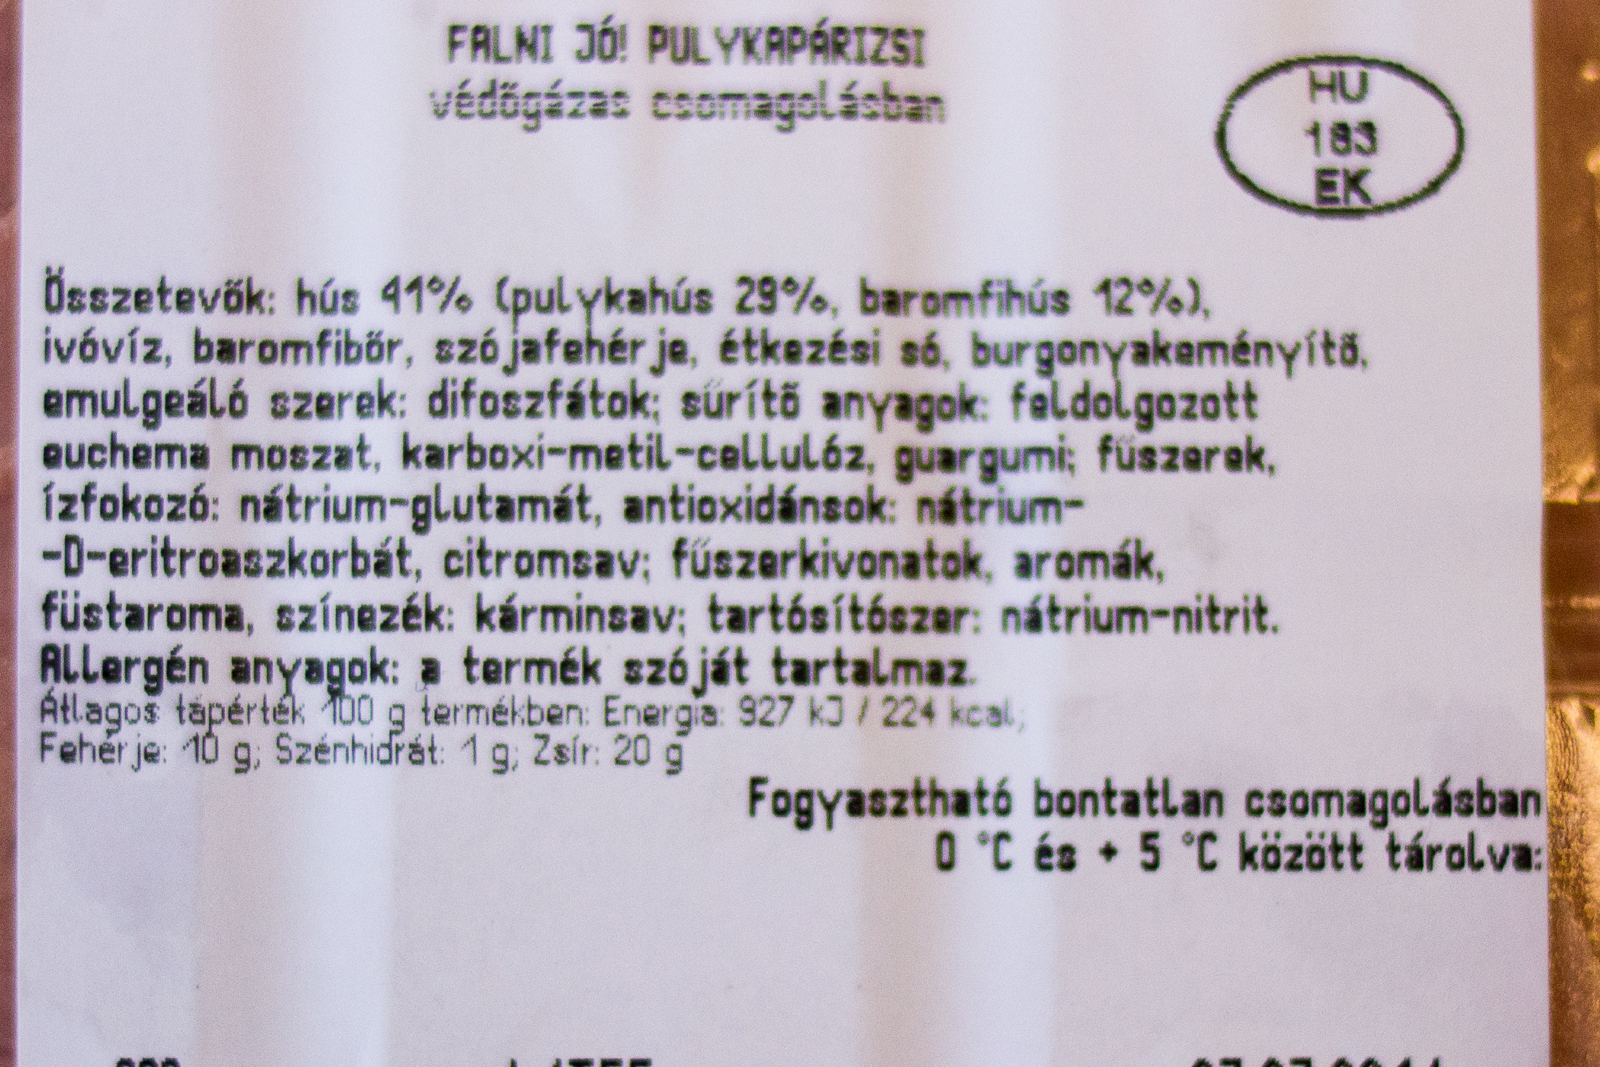 FALNI JÓ! PULYKAPÁRIZSI
védőgázas csomagolásban
HU
183
EK
Összetevők: hús 41% (pulykahús 29%, baromfihús 12%),
ivóvíz, baromfibőr, szójafehérje, étkezési só, burgonyakeményítő,
emulgeáló szerek: difoszfátok; sűrítő anyagok: feldolgozott
euchema moszat, karboxi-metil-cellulóz, guargumi; fűszerek,
ízfokozó: nátrium-glutamát, antioxidánsok: nátrium-
-D-eritroaszkorbát, citromsav; fűszerkivonatok, aromák,
füstaroma, színezék: kárminsav; tartósítószer: nátrium-nitrit.
Allergén anyagok: a termék szóját tartalmaz.
Átlagos tápérték 100 g termékben: Energia: 927 kJ / 224 kcal;
Fehérje: 10 g; Szénhidrát: 1 g; Zsír: 20 g
Fogyasztható bontatlan csomagolásban
0 °C és + 5 °C között tárolva: